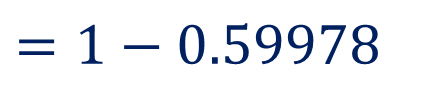 = 1 − 0.59978